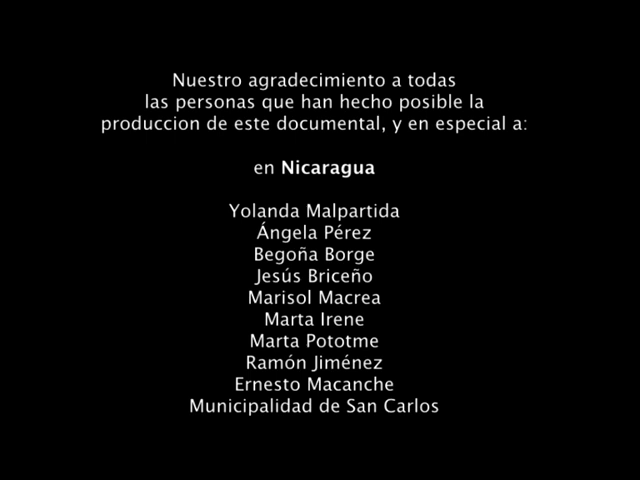 Nuestro agradecimiento a todas
las personas que han hecho posible la
produccion de este documental, y en especial a:
en Nicaragua
Yolanda Malpartida
Ángela Pérez
Begoña Borge
Jesús Briceño
Marisol Macrea
Marta Irene
Marta Pototme
Ramón Jiménez
Ernesto Macanche
Municipalidad de San Carlos